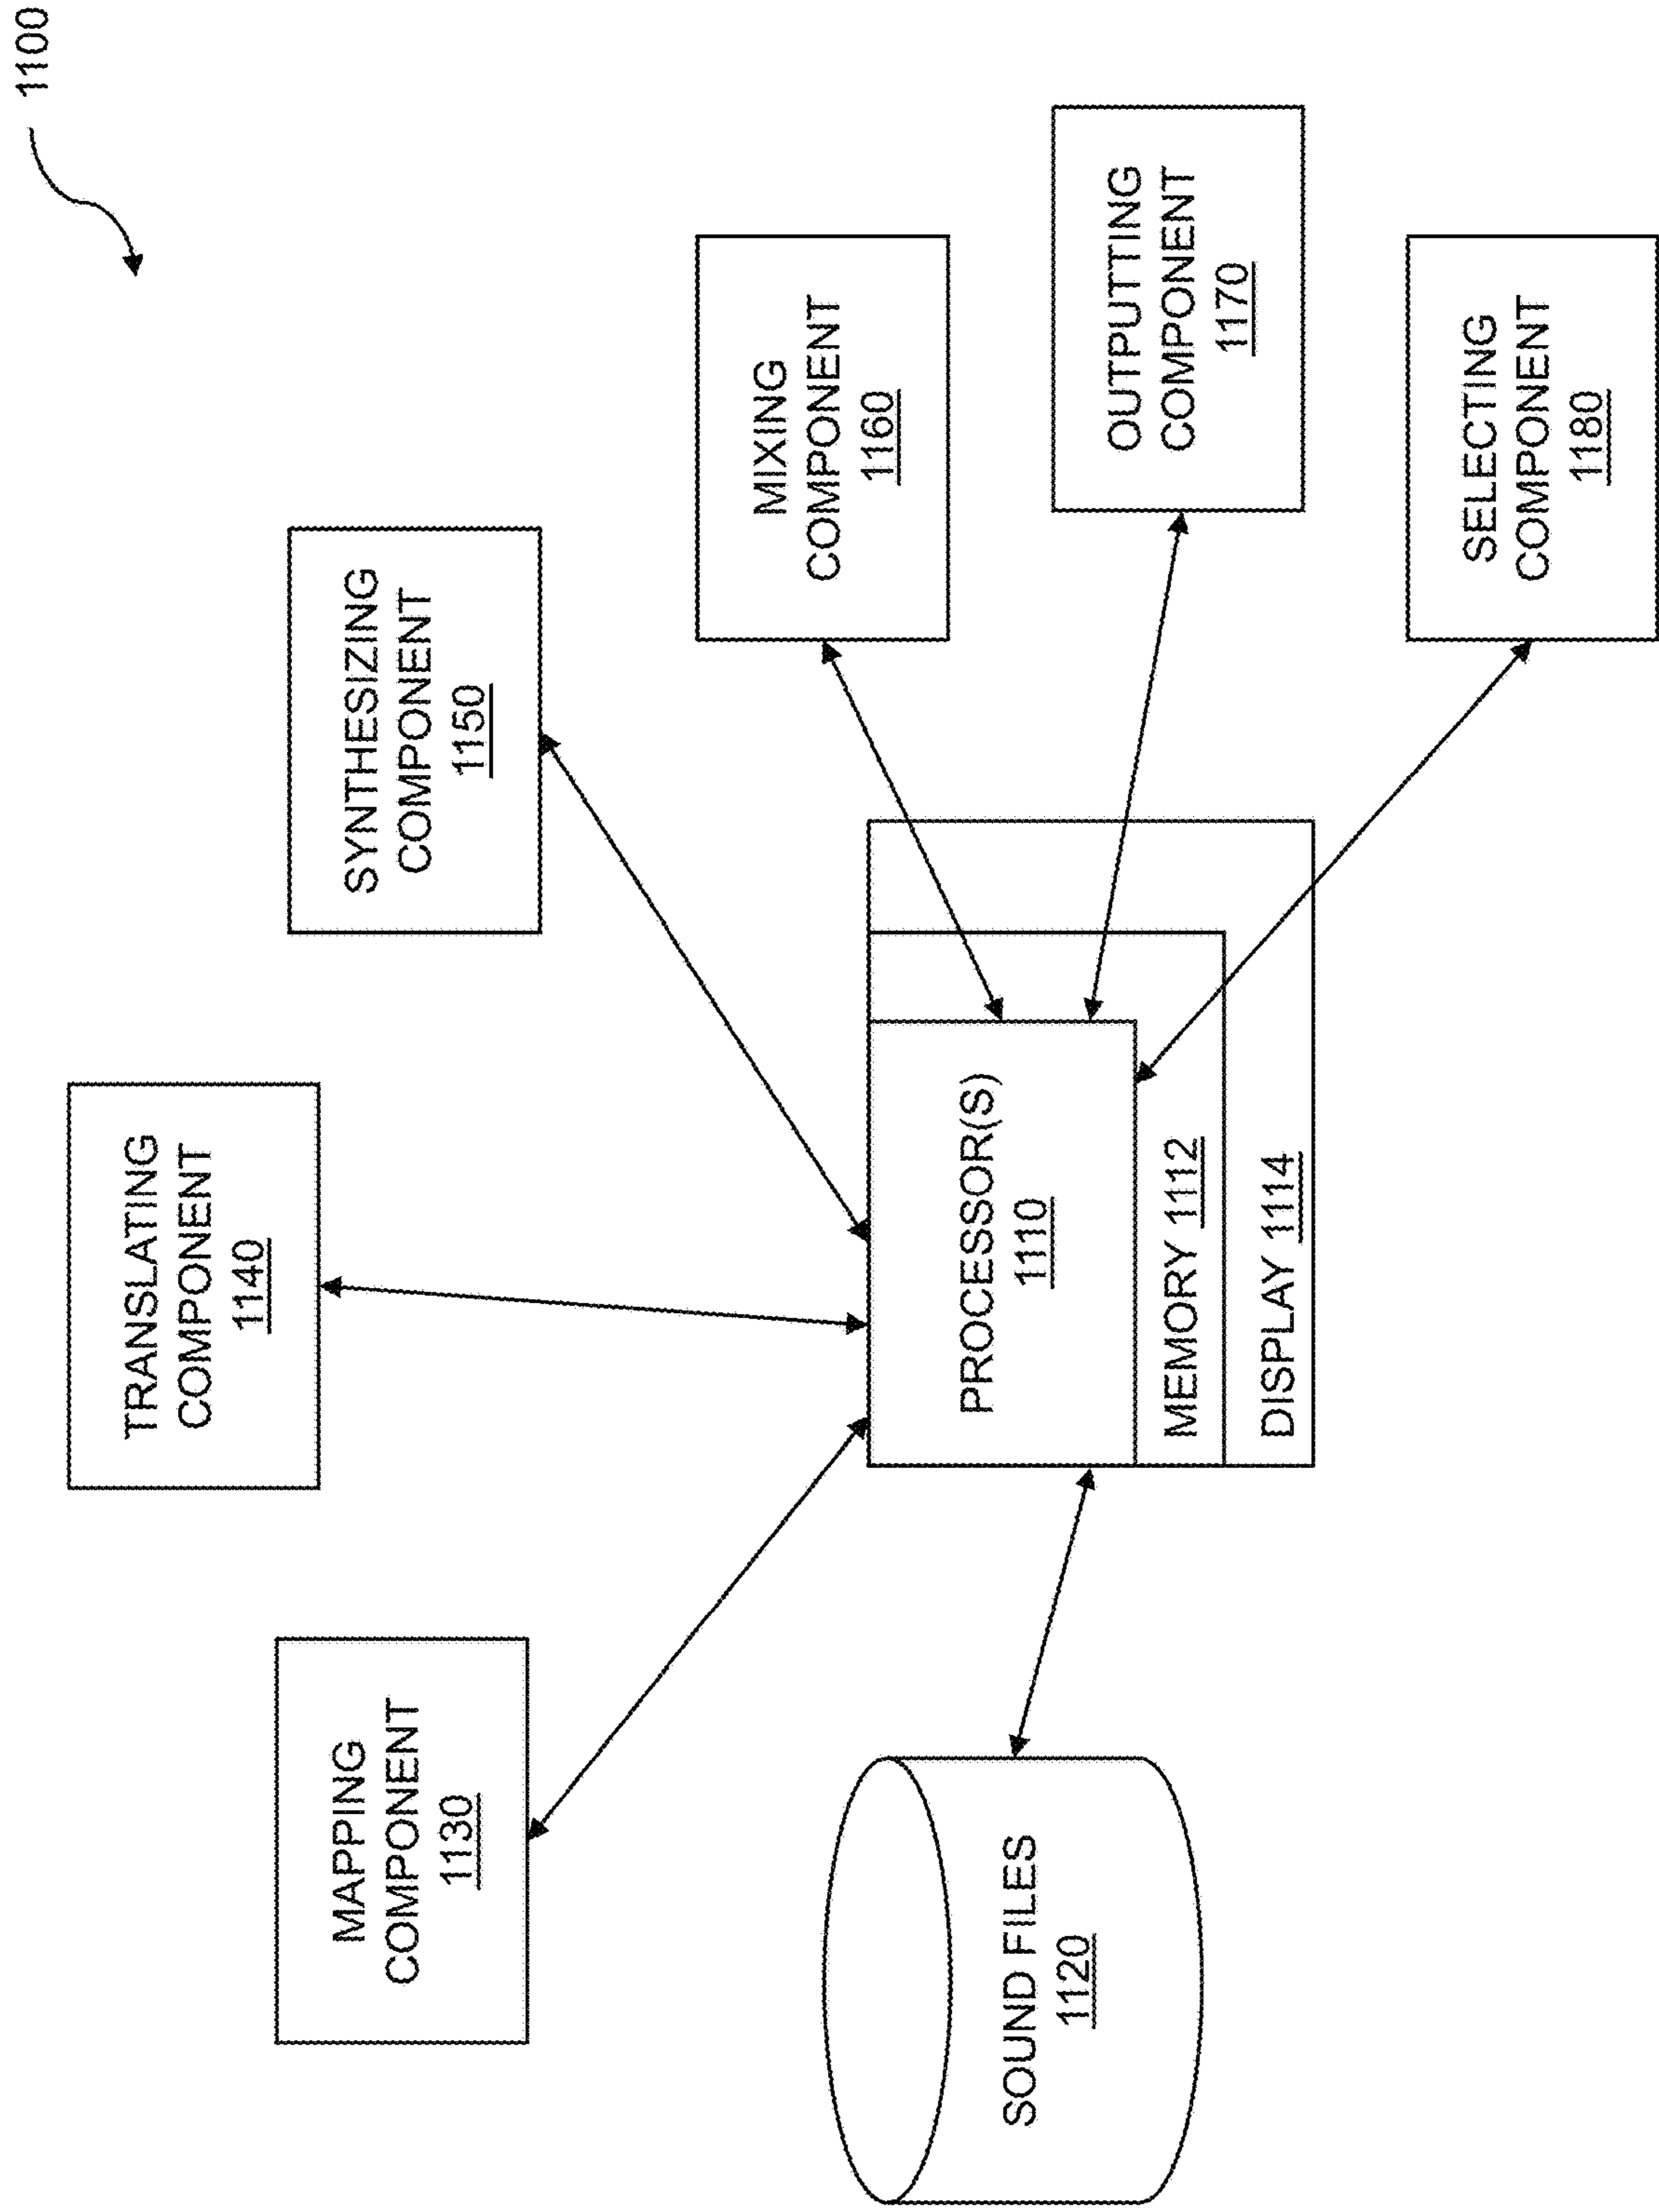 1100
TRANSLATING
COMPONENT
1140
MAPPING
COMPONENT
1130
SYNTHESIZING
COMPONENT
1150
MIXING
COMPONENT
1160
SOUND FILES
1120
PROCESSOR(S)
1110
MEMORY 1112
DISPLAY 1114
OUTPUTTING
COMPONENT
1170
SELECTING
COMPONENT
1180